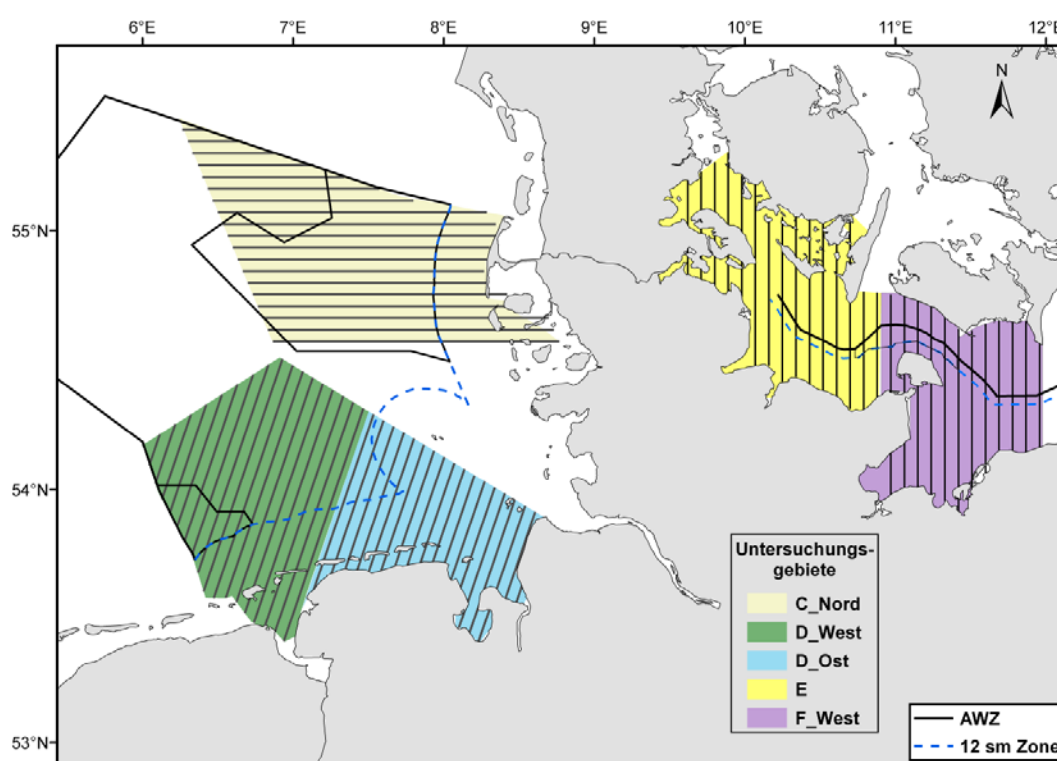 6°E 7°E 8°E 9°E 10°E 11°E 12°
N
55°N
54°N
53°N
Untersuchungs-
gebiete
C_Nord
D_West
D_Ost
E
F_West
AWZ
12 sm Zone